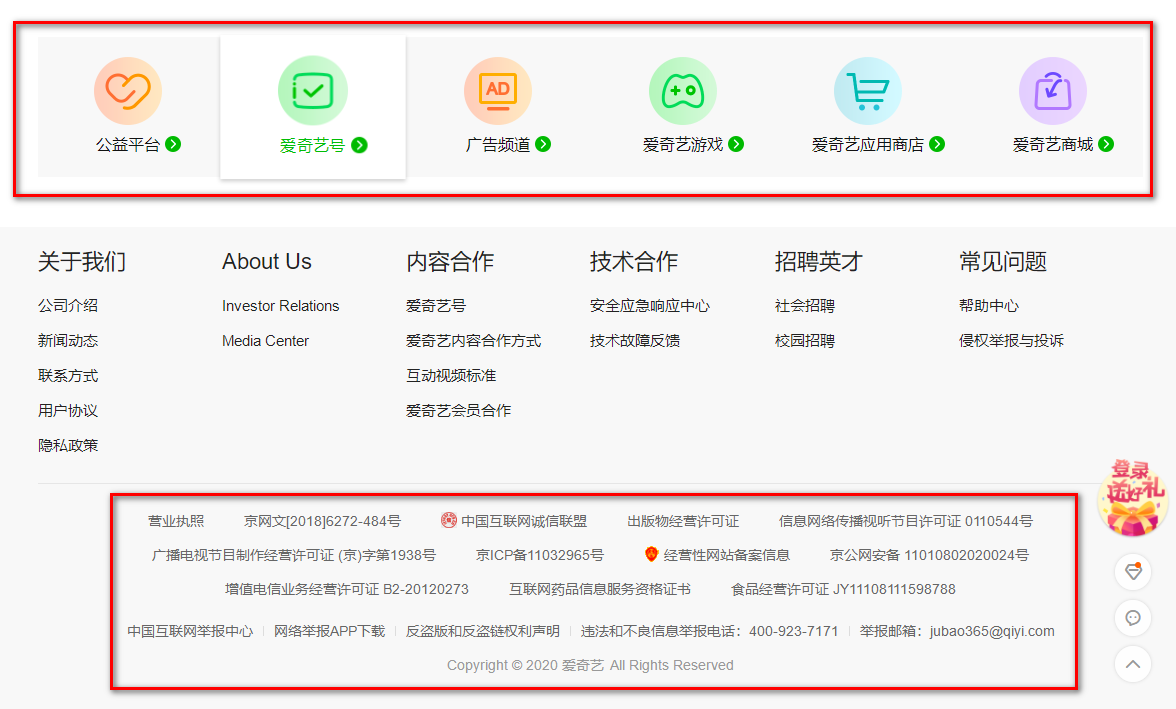 AD
公益平台 爱奇艺号 广告频道 爱奇艺游戏 爱奇艺应用商店 爱奇艺商城
关于我们 About Us 内容合作 技术合作 招聘英才 常见问题
公司介绍 Investor Relations 爱奇艺号 安全应急响应中心 社会招聘 帮助中心
新闻动态 Media Center 爱奇艺内容合作方式 技术故障反馈 校园招聘 侵权举报与投诉
联系方式 互动视频标准
用户协议 爱奇艺会员合作
隐私政策
登录
送好礼
营业执照 京网文[2018]6272-484号 中国互联网诚信联盟 出版物经营许可证 信息网络传播视听节目许可证 0110544号
广播电视节目制作经营许可证 (京)字第1938号 京ICP备11032965号 经营性网站备案信息 京公网安备 11010802020024号
增值电信业务经营许可证 B2-20120273 互联网药品信息服务资格证书 食品经营许可证 JY11108111598788
中国互联网举报中心 网络举报APP下载 反盗版和反盗链权利声明 违法和不良信息举报电话：400-923-7171 举报邮箱：jubao365@qiyi.com
Copyright © 2020 爱奇艺 All Rights Reserved